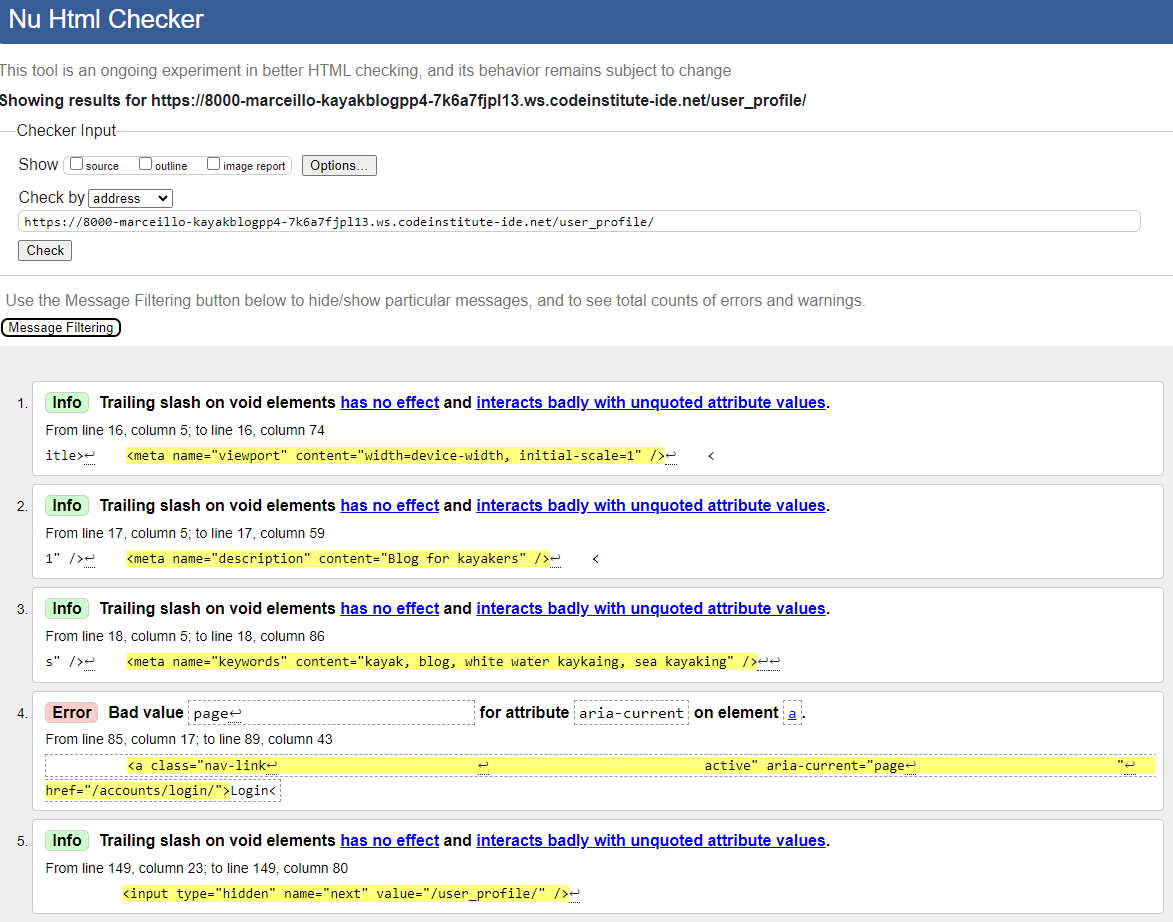 Nu Html Checker
This tool is an ongoing experiment in better HTML checking, and its behavior remains subject to change
Showing results for https://8000-marceillo-kayakblogpp4-7k6a7fjpl13.ws.codeinstitute-ide.net/user_profile/
Checker Input
Show source outline image report Options...
Check by address
https://8000-marceillo-kayakblogpp4-7k6a7fjpl13.ws.codeinstitute-ide.net/user_profile/
Check
Use the Message Filtering button below to hide/show particular messages, and to see total counts of errors and warnings.
Message Filtering
1. Info Trailing slash on void elements has no effect and interacts badly with unquoted attribute values.
From line 16, column 5; to line 16, column 74
itle>↩ <meta name="viewport" content="width=device-width, initial-scale=1" />↩ <
2. Info Trailing slash on void elements has no effect and interacts badly with unquoted attribute values.
From line 17, column 5; to line 17, column 59
1" />↩ <meta name="description" content="Blog for kayakers" />↩ <
3. Info Trailing slash on void elements has no effect and interacts badly with unquoted attribute values.
From line 18, column 5; to line 18, column 86
s" />↩ <meta name="keywords" content="kayak, blog, white water kaykaing, sea kayaking" />↩↩
4. Error Bad value page↩ for attribute aria-current on element a.
From line 85, column 17; to line 89, column 43
<a class="nav-link↩ ↩ active" aria-current="page↩ "↩
href="/accounts/login/">Login<
5. Info Trailing slash on void elements has no effect and interacts badly with unquoted attribute values.
From line 149, column 23; to line 149, column 80
<input type="hidden" name="next" value="/user_profile/" />↩